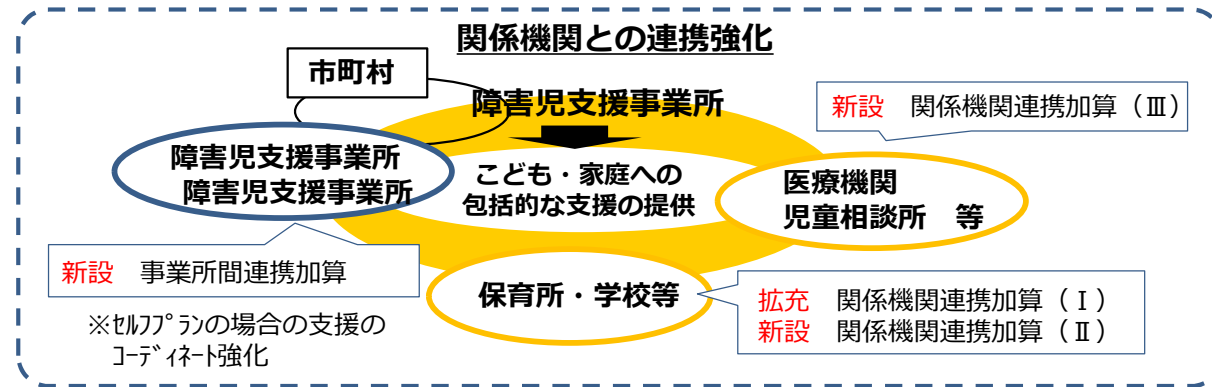 関係機関との連携強化
市町村
障害児支援事業所
新設　関係機関連携加算（Ⅲ）
障害児支援事業所
障害児支援事業所
こども・家庭への
包括的な支援の提供
医療機関
児童相談所　等
新設　事業所間連携加算
保育所・学校等
拡充　関係機関連携加算（Ⅰ）
新設　関係機関連携加算（Ⅱ）
※ｾﾙﾌﾌﾟﾗﾝの場合の支援の
ｺｰﾃﾞｨﾈｰﾄ強化